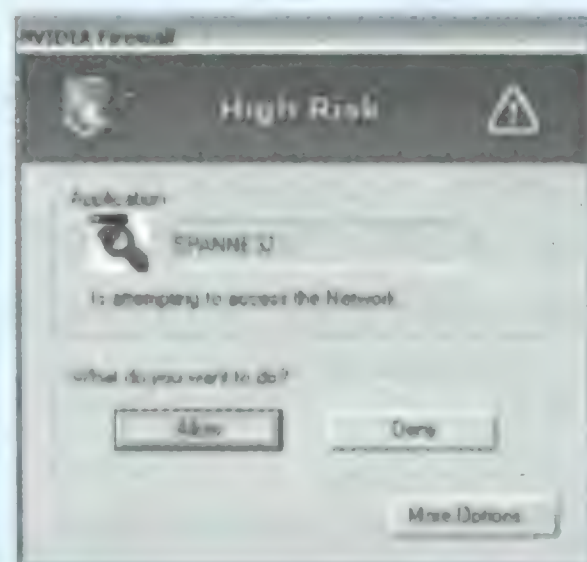 NVIDIA Firewall
High Risk
Application
Is attempting to access the Network
What do you want to do?
Allow
Deny
More Options